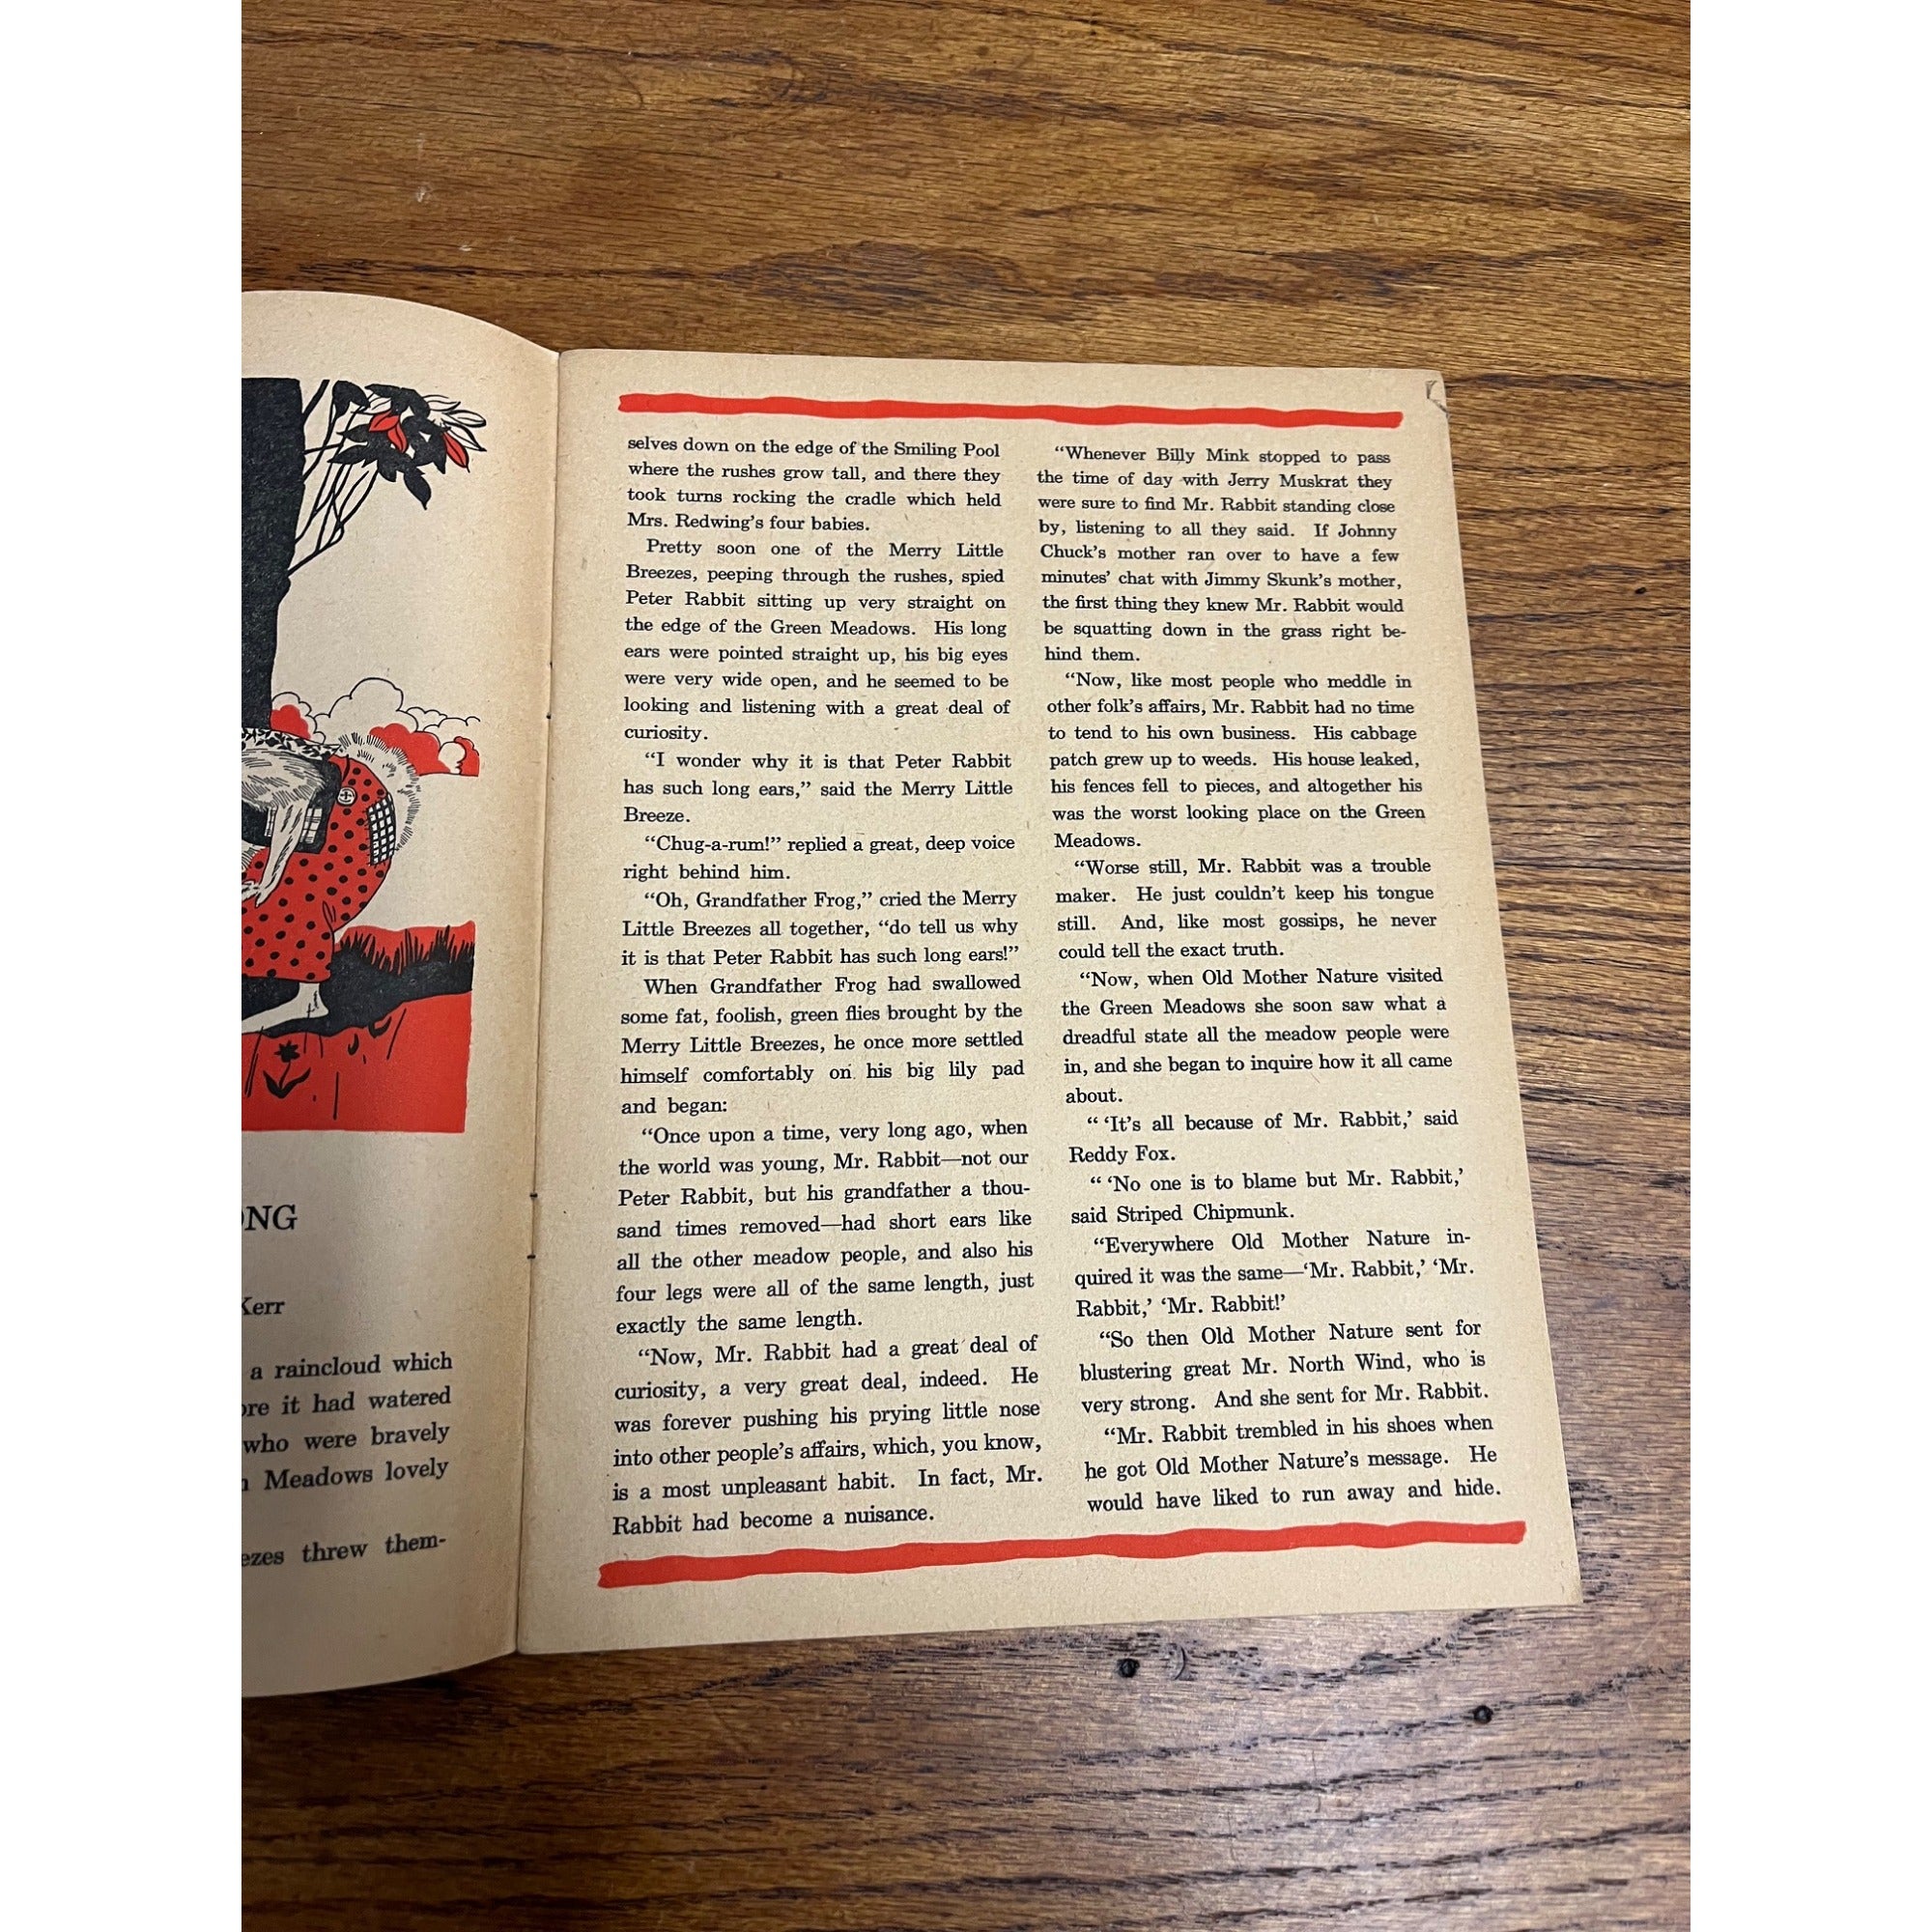 ONG
Kerr
a raincloud which
it had watered
who were bravely
Meadows lovely
threw them-
selves down on the edge of the Smiling Pool
where the rushes grow tall, and there they
took turns rocking the cradle which held
Mrs. Redwing's four babies.
Pretty soon one of the Merry Little
Breezes, peeping through the rushes, spied
Peter Rabbit sitting up very straight on
the edge of the Green Meadows. His long
ears were pointed straight up, his big eyes
were very wide open, and he seemed to be
looking and listening with a great deal of
curiosity.
"I wonder why it is that Peter Rabbit
has such long ears," said the Merry Little
Breeze.
"Chug-a-rum!" replied a great, deep voice
right behind him.
"Oh, Grandfather Frog," cried the Merry
Little Breezes all together, "do tell us why
it is that Peter Rabbit has such long ears!"
When Grandfather Frog had swallowed
some fat, foolish, green flies brought by the
Merry Little Breezes, he once more settled
himself comfortably on his big lily pad
and began:
"Once upon a time, very long ago, when
the world was young, Mr. Rabbit—not our
Peter Rabbit, but his grandfather a thou-
sand times removed—had short ears like
all the other meadow people, and also his
four legs were all of the same length, just
exactly the same length.
"Now, Mr. Rabbit had a great deal of
curiosity, a very great deal, indeed. He
was forever pushing his prying little nose
into other people's affairs, which, you know,
is a most unpleasant habit. In fact, Mr.
Rabbit had become a nuisance.
"Whenever Billy Mink stopped to pass
the time of day with Jerry Muskrat they
were sure to find Mr. Rabbit standing close
by, listening to all they said. If Johnny
Chuck's mother ran over to have a few
minutes' chat with Jimmy Skunk's mother,
the first thing they knew Mr. Rabbit would
be squatting down in the grass right be-
hind them.
"Now, like most people who meddle in
other folk's affairs, Mr. Rabbit had no time
to tend to his own business. His cabbage
patch grew up to weeds. His house leaked,
his fences fell to pieces, and altogether his
was the worst looking place on the Green
Meadows.
"Worse still, Mr. Rabbit was a trouble
maker. He just couldn't keep his tongue
still. And, like most gossips, he never
could tell the exact truth.
"Now, when Old Mother Nature visited
the Green Meadows she soon saw what a
dreadful state all the meadow people were
in, and she began to inquire how it all came
about.
" 'It's all because of Mr. Rabbit,' said
Reddy Fox.
" 'No one is to blame but Mr. Rabbit,'
said Striped Chipmunk.
"Everywhere Old Mother Nature in-
quired it was the same—'Mr. Rabbit,' 'Mr.
Rabbit,' 'Mr. Rabbit!'
"So then Old Mother Nature sent for
blustering great Mr. North Wind, who is
very strong. And she sent for Mr. Rabbit.
"Mr. Rabbit trembled in his shoes when
he got Old Mother Nature's message. He
would have liked to run away and hide.